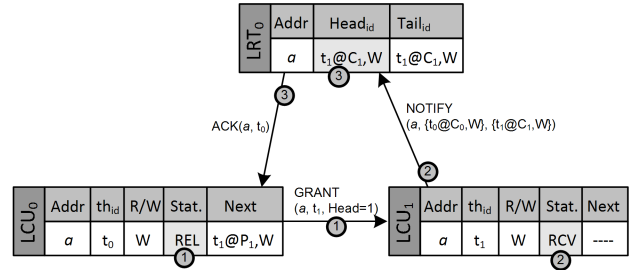 LRT0
Addr Headid Tailid
a t1@C1,W t1@C1,W
3
3
ACK(a, t0)
NOTIFY
(a, {t0@C0,W}, {t1@C1,W})
2
GRANT
(a, t1, Head=1)
1
LCU0
Addr thid R/W Stat. Next
a t0 W REL t1@P1,W
1
LCU1
Addr thid R/W Stat. Next
a t1 W RCV ----
2